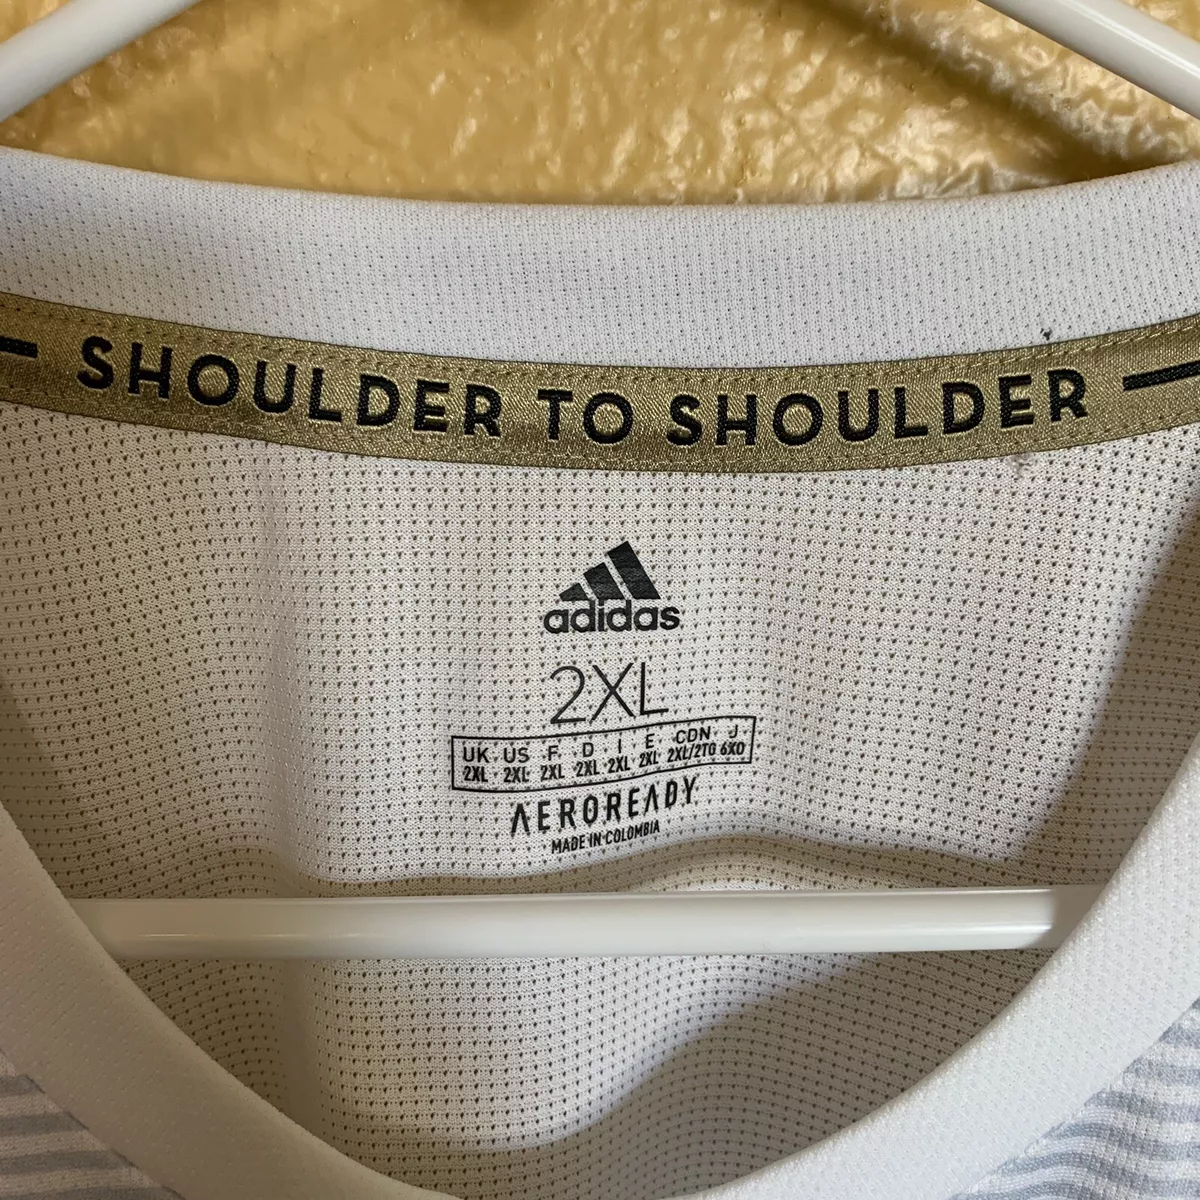 SHOULDER TO SHOULDER
adidas
2XL
UK US F D I E CDN J
2XL 2XL 2XL 2XL 2XL 2XL 2XL/2TG 6XO
AEROREADY
MADE IN COLOMBIA